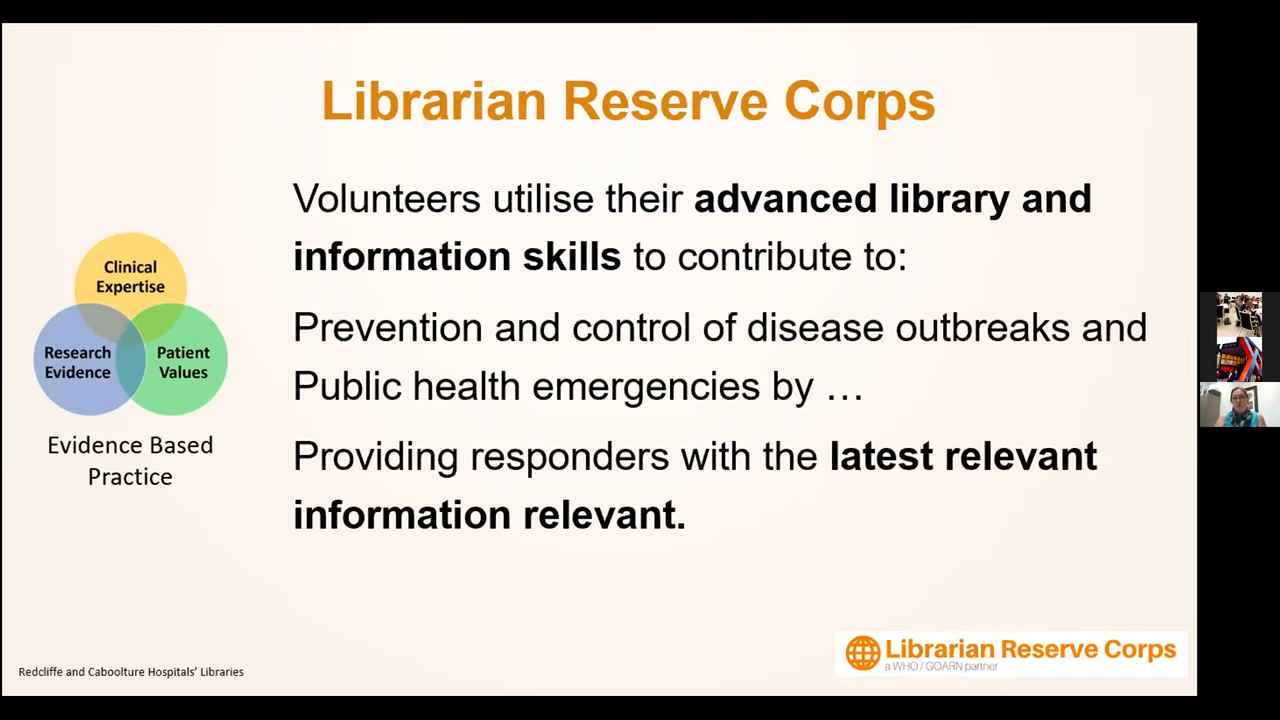 Librarian Reserve Corps
Volunteers utilise their advanced library and
information skills to contribute to:
Prevention and control of disease outbreaks and
Public health emergencies by …
Providing responders with the latest relevant
information relevant.
Clinical
Expertise
Research
Evidence
Patient
Values
Evidence Based
Practice
Redcliffe and Caboolture Hospitals’ Libraries
Librarian Reserve Corps
a WHO / GOARN partner